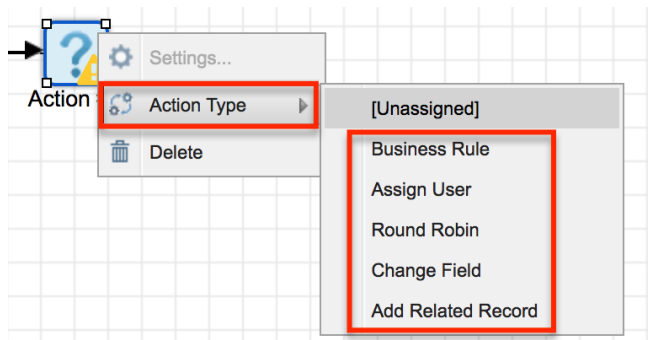 Settings...
Action
Action Type
[Unassigned]
Delete
Business Rule
Assign User
Round Robin
Change Field
Add Related Record